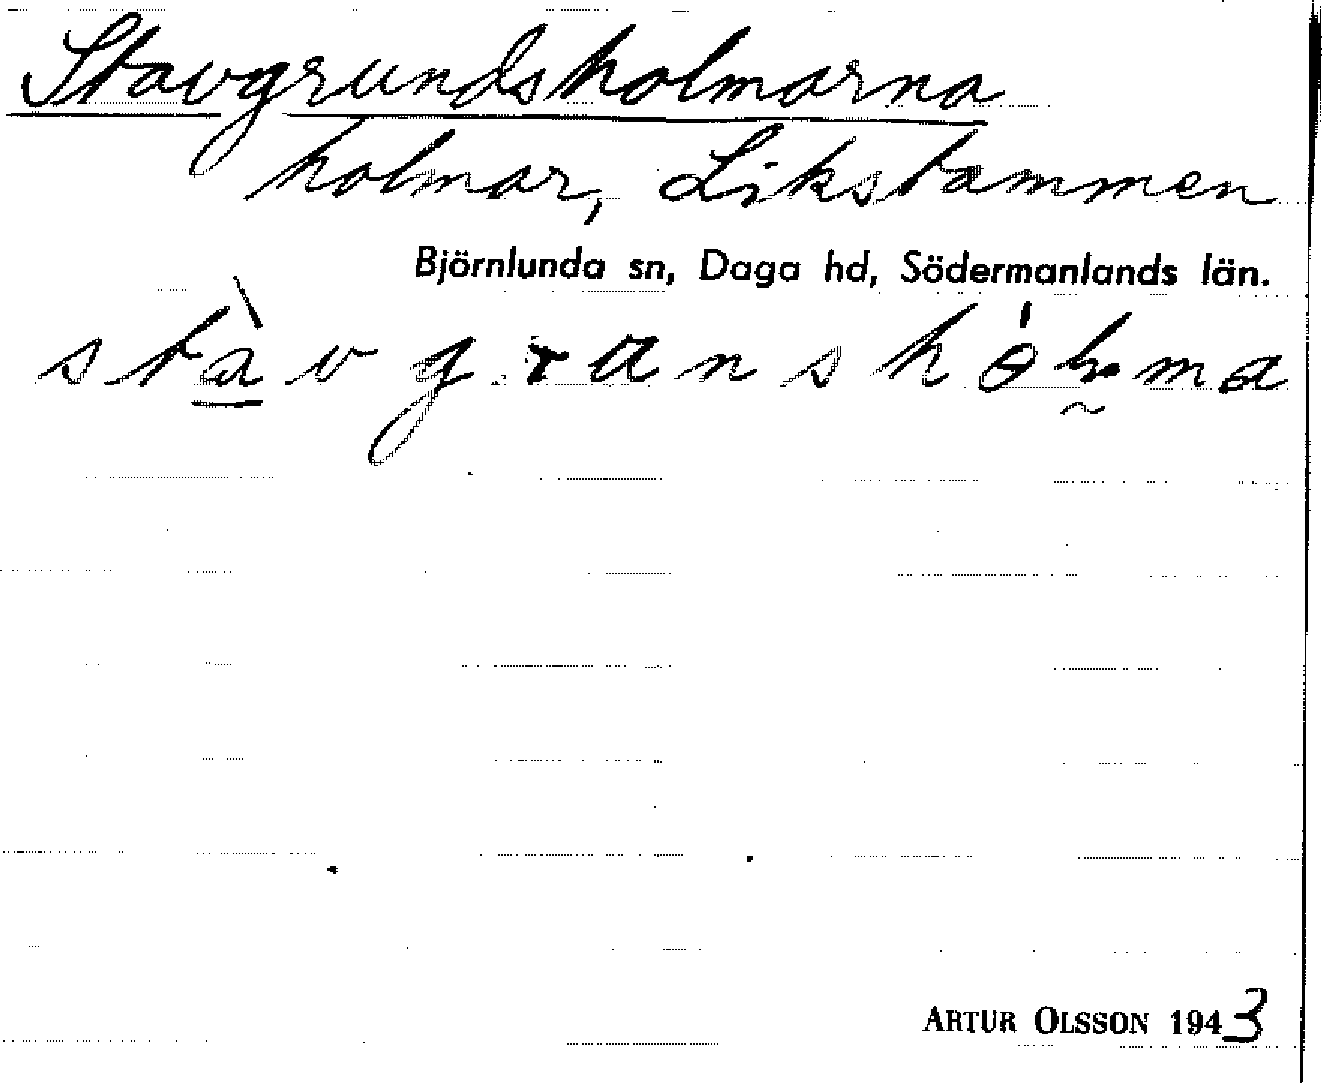 Stavgrundsholmarna
holmar, Likstammen
Björnlunda sn, Daga hd, Södermanlands län.
ARTUR OLSSON 1943